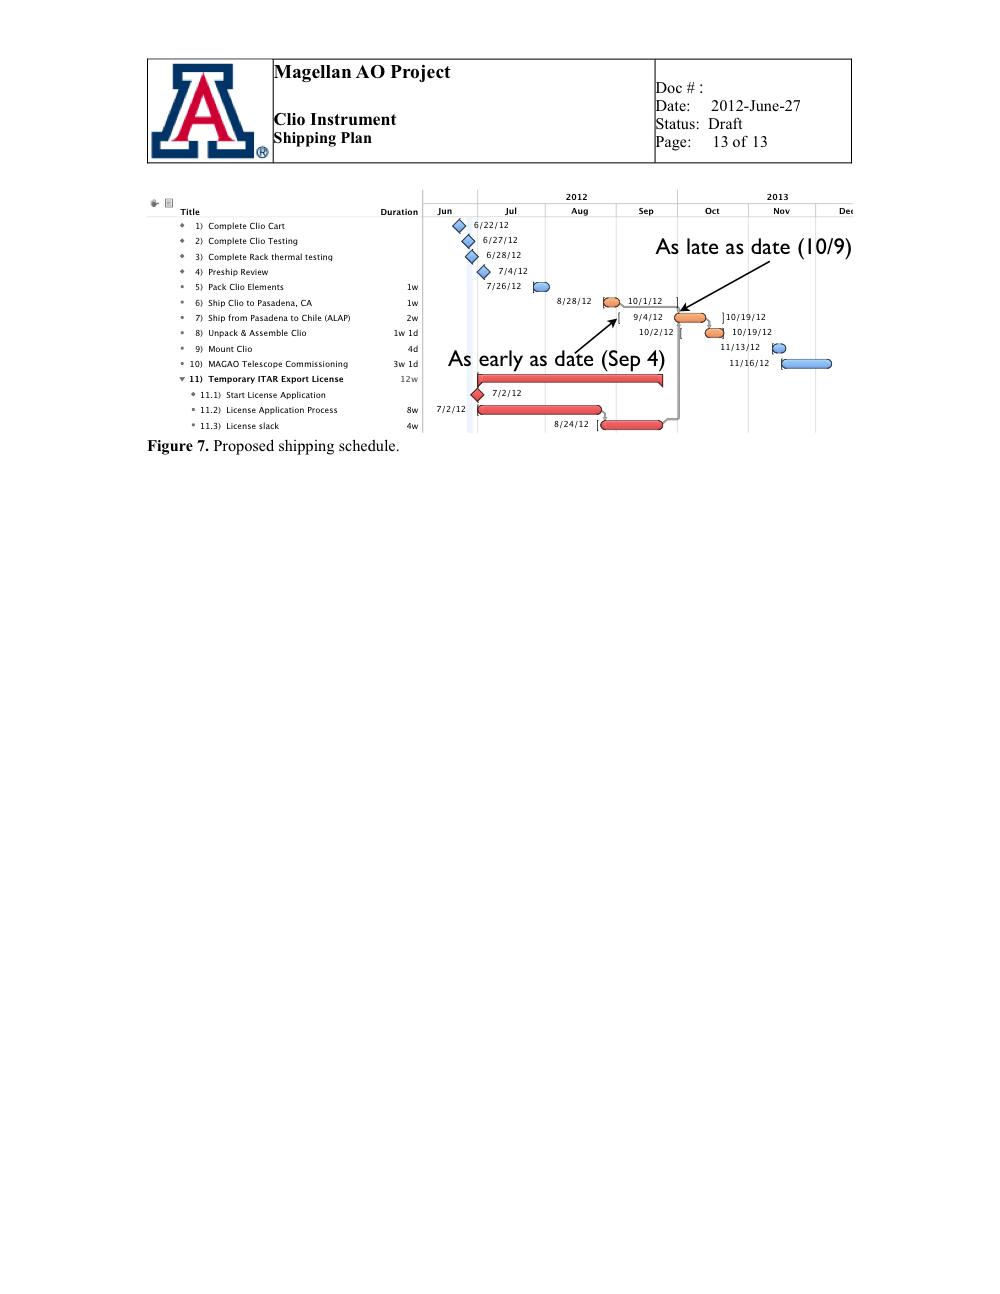 Magellan AO Project
Clio Instrument
Shipping Plan
Doc # :
Date: 2012-June-27
Status: Draft
Page: 13 of 13
A
®
2012 2013
Title Duration Jun Jul Aug Sep Oct Nov Dec
1) Complete Clio Cart 6/22/12
2) Complete Clio Testing 6/27/12
As late as date (10/9)
3) Complete Rack thermal testing 6/28/12
4) Preship Review 7/4/12
5) Pack Clio Elements 1w 7/26/12
6) Ship Clio to Pasadena, CA 1w 8/28/12 10/1/12
7) Ship from Pasadena to Chile (ALAP) 2w 9/4/12 10/19/12
8) Unpack & Assemble Clio 1w 1d 10/2/12 10/19/12
9) Mount Clio 4d 11/13/12
As early as date (Sep 4)
10) MAGAO Telescope Commissioning 3w 1d 11/16/12
11) Temporary ITAR Export License 12w
11.1) Start License Application 7/2/12
11.2) License Application Process 8w 7/2/12
11.3) License slack 4w 8/24/12
Figure 7. Proposed shipping schedule.